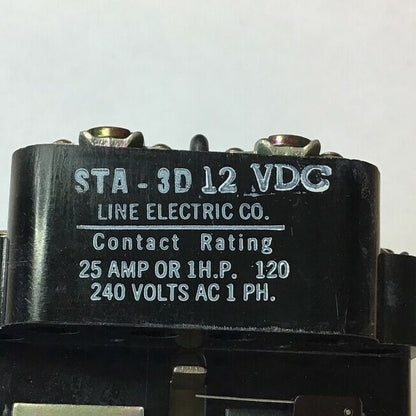 STA - 3D 12 VDC
LINE ELECTRIC CO.
Contact Rating
25 AMP OR 1H.P. 120
240 VOLTS AC 1 PH.